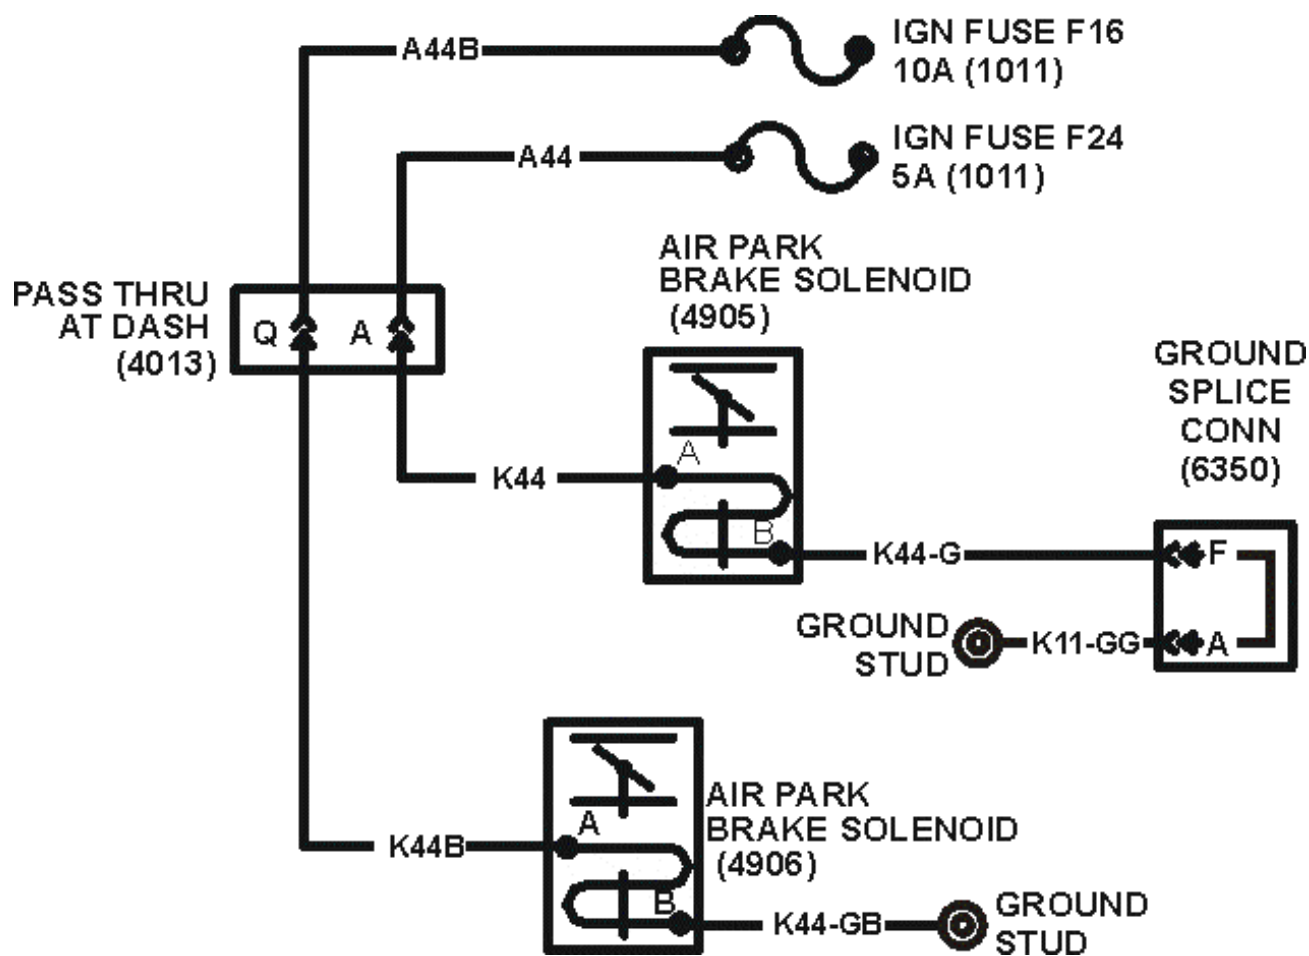 A44B
IGN FUSE F16
10A (1011)
A44
IGN FUSE F24
5A (1011)
AIR PARK
BRAKE SOLENOID
(4905)
PASS THRU
AT DASH
(4013)
Q
A
GROUND
SPLICE
CONN
(6350)
A
K44
B
K44-G
F
GROUND
STUD
K11-GG
A
AIR PARK
BRAKE SOLENOID
(4906)
A
K44B
B
K44-GB
GROUND
STUD